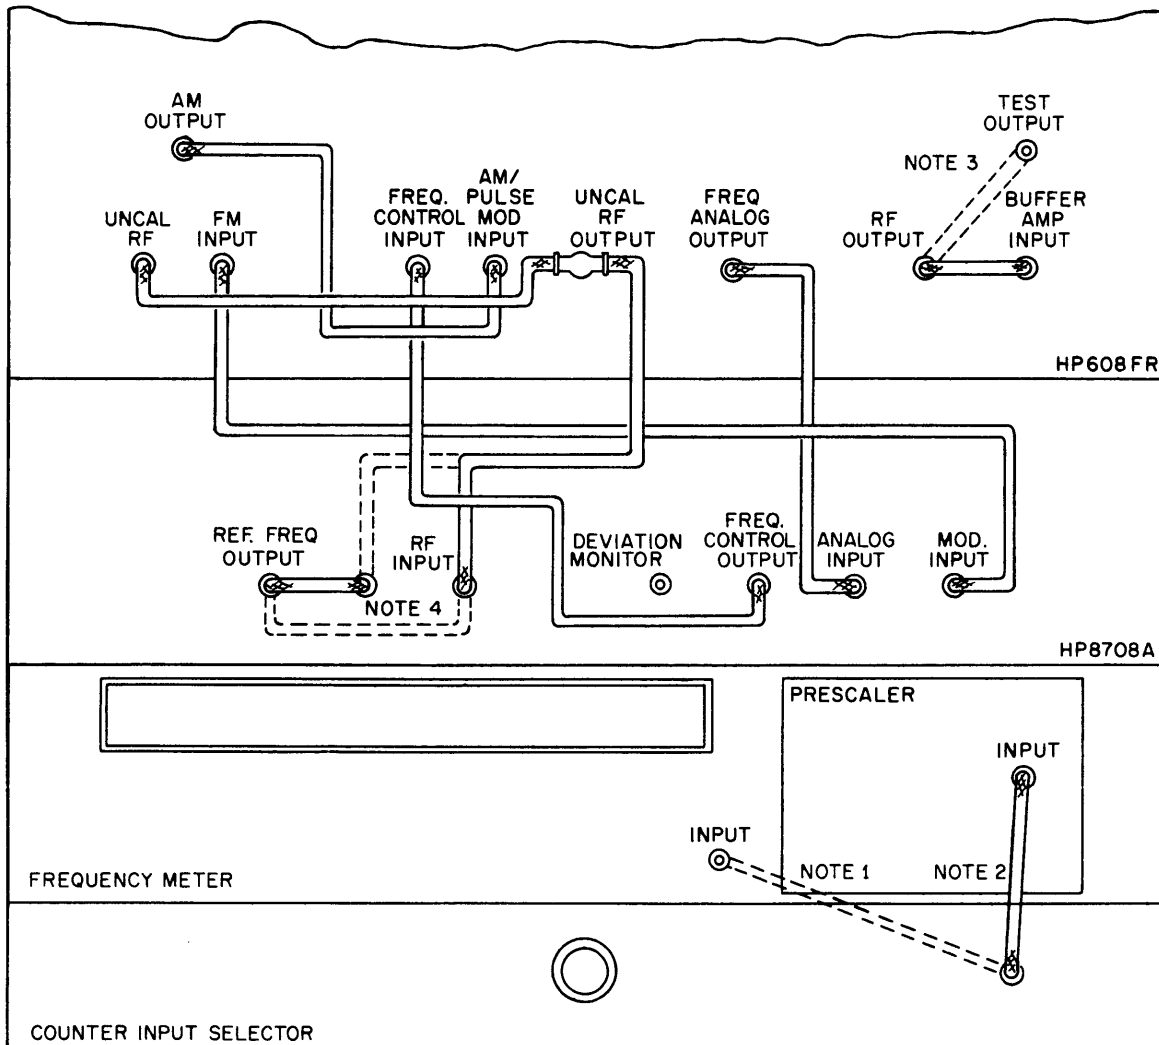 AM
OUTPUT
TEST
OUTPUT
NOTE 3
UNCAL
RF
FM
INPUT
FREQ.
CONTROL
INPUT
AM/
PULSE
MOD
INPUT
UNCAL
RF
OUTPUT
FREQ
ANALOG
OUTPUT
RF
OUTPUT
BUFFER
AMP
INPUT
HP608FR
REF. FREQ
OUTPUT
RF
INPUT
NOTE 4
DEVIATION
MONITOR
FREQ.
CONTROL
OUTPUT
ANALOG
INPUT
MOD.
INPUT
HP8708A
PRESCALER
INPUT
INPUT
NOTE 1
NOTE 2
FREQUENCY METER
COUNTER INPUT SELECTOR